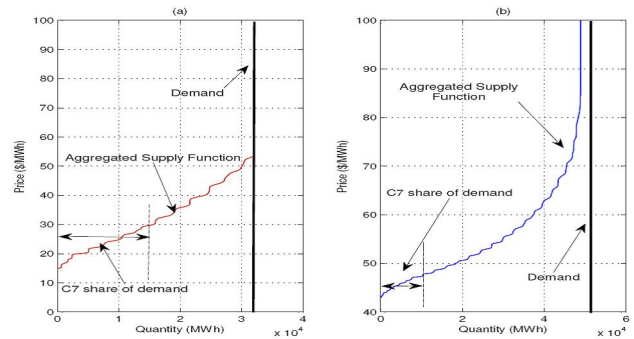 (a)
100
90
80
70
60
50
40
30
20
10
0
Price ($/MWh)
Demand
Aggregated Supply Function
C7 share of demand
0 1 2 3 4
Quantity (MWh)
x 10^4
(b)
100
90
80
70
60
50
40
Price ($/MWh)
Aggregated Supply
Function
C7 share of demand
Demand
0 2 4 6
Quantity (MWh)
x 10^4